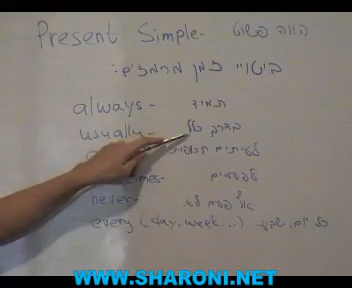 Present Simple- הווה פשוט
ביטויי זמן מרמזים:
always- תמיד
usually- בדרך כלל
לעיתים תכופות
לפעמים
never- אף פעם לא
every (day, week...) כל יום, שבוע
WWW.SHARONI.NET